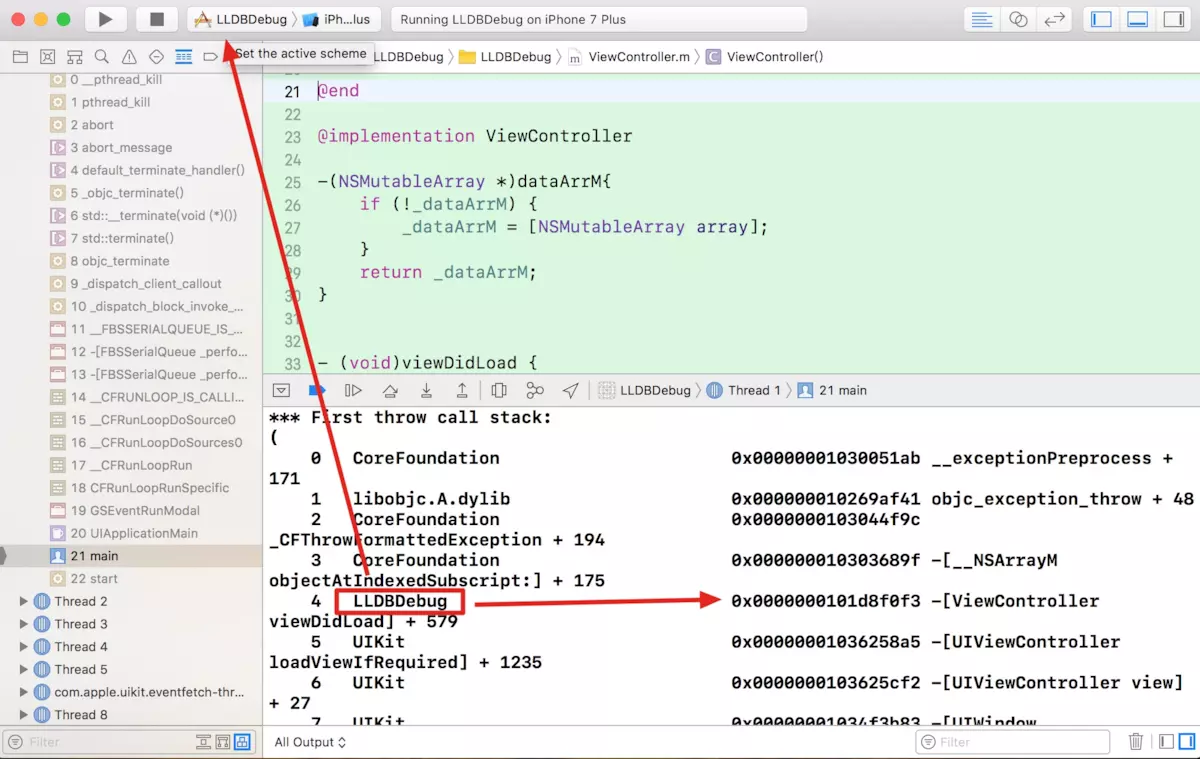 LLDBDebug 〉 iPh...lus
Running LLDBDebug on iPhone 7 Plus
Set the active scheme
LLDBDebug 〉 LLDBDebug 〉 m ViewController.m 〉 C ViewController()
0 __pthread_kill
1 pthread_kill
2 abort
3 abort_message
4 default_terminate_handler()
5 _objc_terminate()
6 std::__terminate(void (*)())
7 std::terminate()
8 objc_terminate
9 _dispatch_client_callout
10 _dispatch_block_invoke_...
11 __FBSSERIALQUEUE_IS_...
12 -[FBSSerialQueue _perfo...
13 -[FBSSerialQueue _perfo...
14 __CFRUNLOOP_IS_CALLI...
15 __CFRunLoopDoSource0
16 __CFRunLoopDoSources0
17 __CFRunLoopRun
18 CFRunLoopRunSpecific
19 GSEventRunModal
20 UIApplicationMain
21 main
22 start
Thread 2
Thread 3
Thread 4
Thread 5
com.apple.uikit.eventfetch-thr...
Thread 8
Filter
21 @end
22
23 @implementation ViewController
24
25 -(NSMutableArray *)dataArrM{
26 if (!_dataArrM) {
27 _dataArrM = [NSMutableArray array];
28 }
29 return _dataArrM;
30 }
31
32
33 - (void)viewDidLoad {
LLDBDebug 〉 Thread 1 〉 21 main
*** First throw call stack:
(
0 CoreFoundation 0x00000001030051ab __exceptionPreprocess +
171
1 libobjc.A.dylib 0x00000001‌0269af41 objc_exception_throw + 48
2 CoreFoundation 0x0000000103044f9c
_CFThrowFormattedException + 194
3 CoreFoundation 0x000000010303689f -[__NSArrayM
objectAtIndexedSubscript:] + 175
4 LLDBDebug 0x0000000101d8f0f3 -[ViewController
viewDidLoad] + 579
5 UIKit 0x00000001036258a5 -[UIViewController
loadViewIfRequired] + 1235
6 UIKit 0x0000000103625cf2 -[UIViewController view]
+ 27
7 UIKit 0x00000001034f3b83 -[UIWindow
All Output
Filter